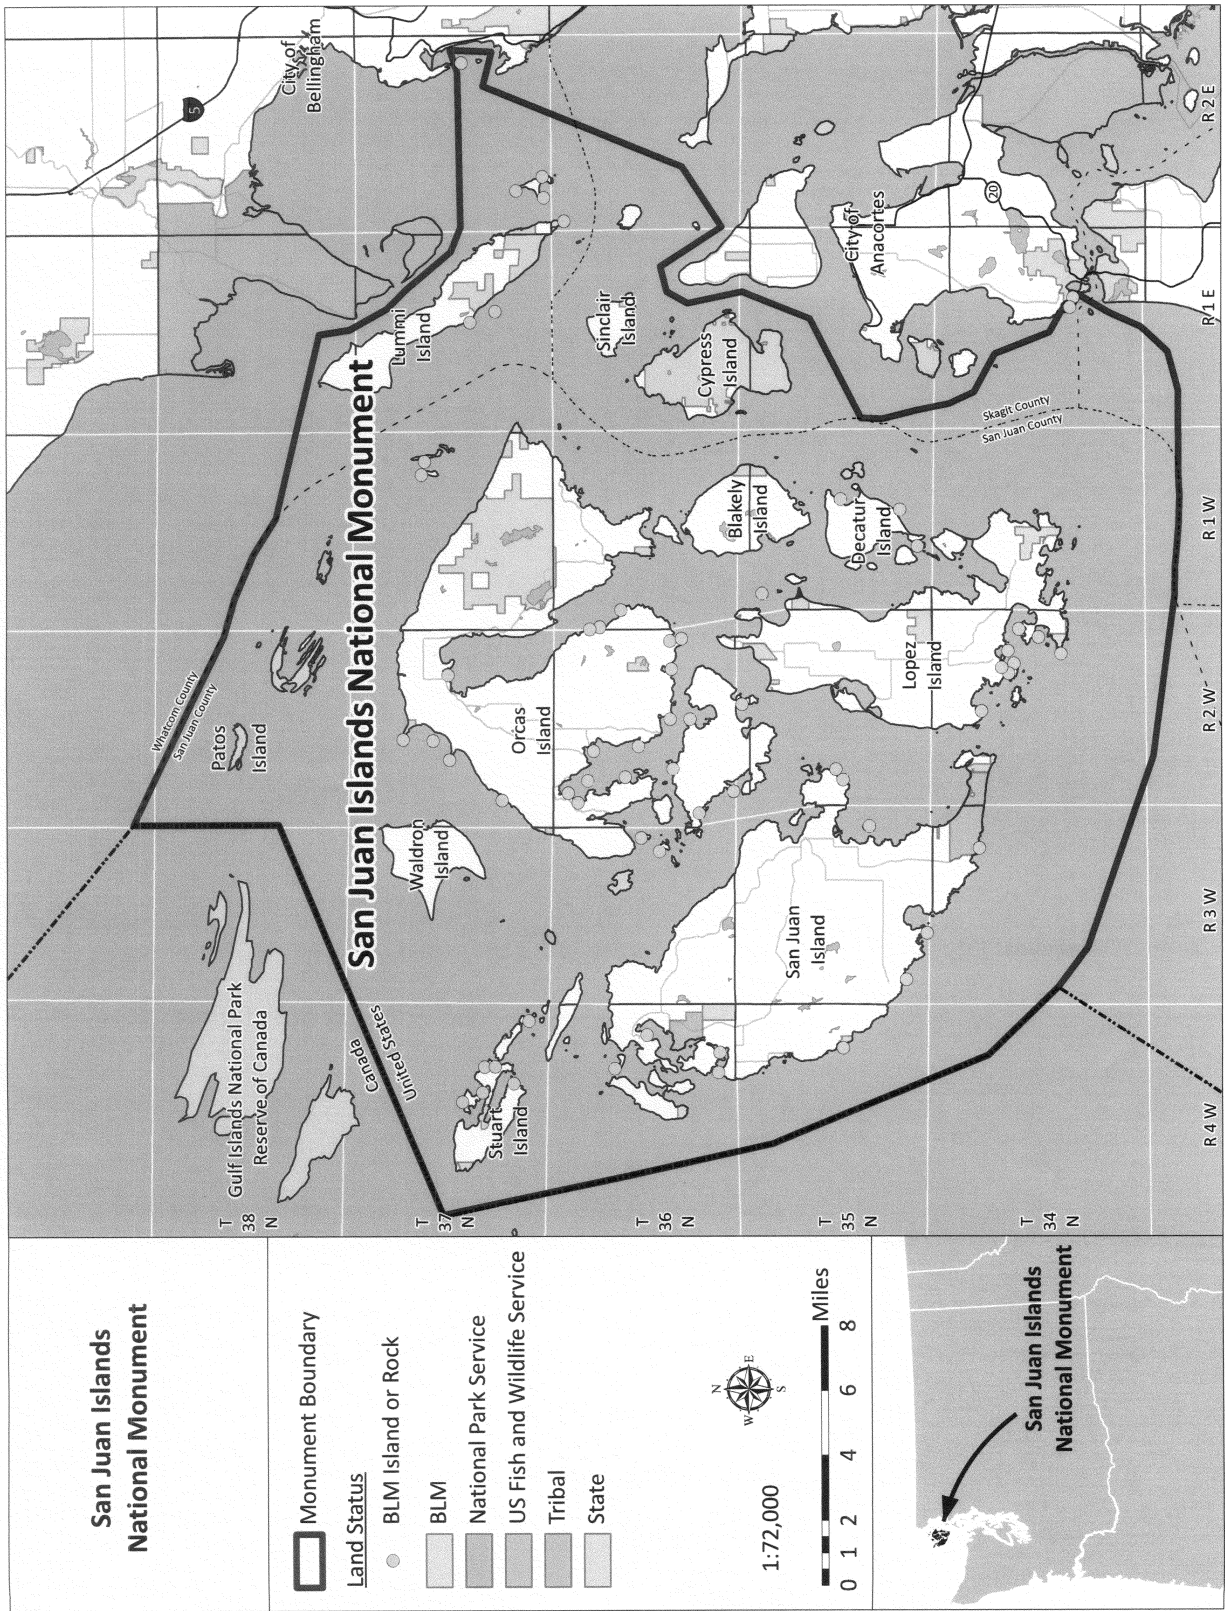 San Juan Islands
National Monument
Monument Boundary
Land Status
BLM Island or Rock
BLM
National Park Service
US Fish and Wildlife Service
Tribal
State
N
W
E
S
1:72,000
0 1 2 4 6 8
Miles
San Juan Islands
National Monument
San Juan Islands National Monument
T
38
N
T
37
N
T
36
N
T
35
N
T
34
N
R 4 W
R 3 W
R 2 W
R 1 W
R 1 E
R 2 E
Gulf Islands National Park
Reserve of Canada
Canada
United States
Whatcom County
San Juan County
Patos
Island
Waldron
Island
Stuart
Island
Orcas
Island
San Juan
Island
Lopez
Island
Blakely
Island
Decatur
Island
Skagit County
San Juan County
Cypress
Island
Sinclair
Island
Lummi
Island
City of
Bellingham
5
City of
Anacortes
20